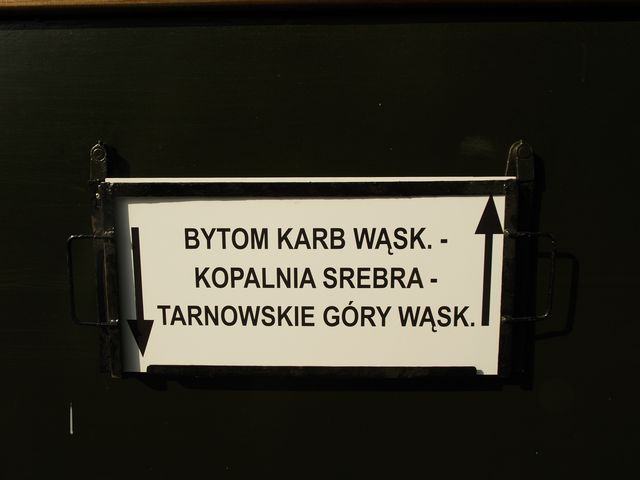 BYTOM KARB WĄSK. -
KOPALNIA SREBRA -
TARNOWSKIE GÓRY WĄSK.